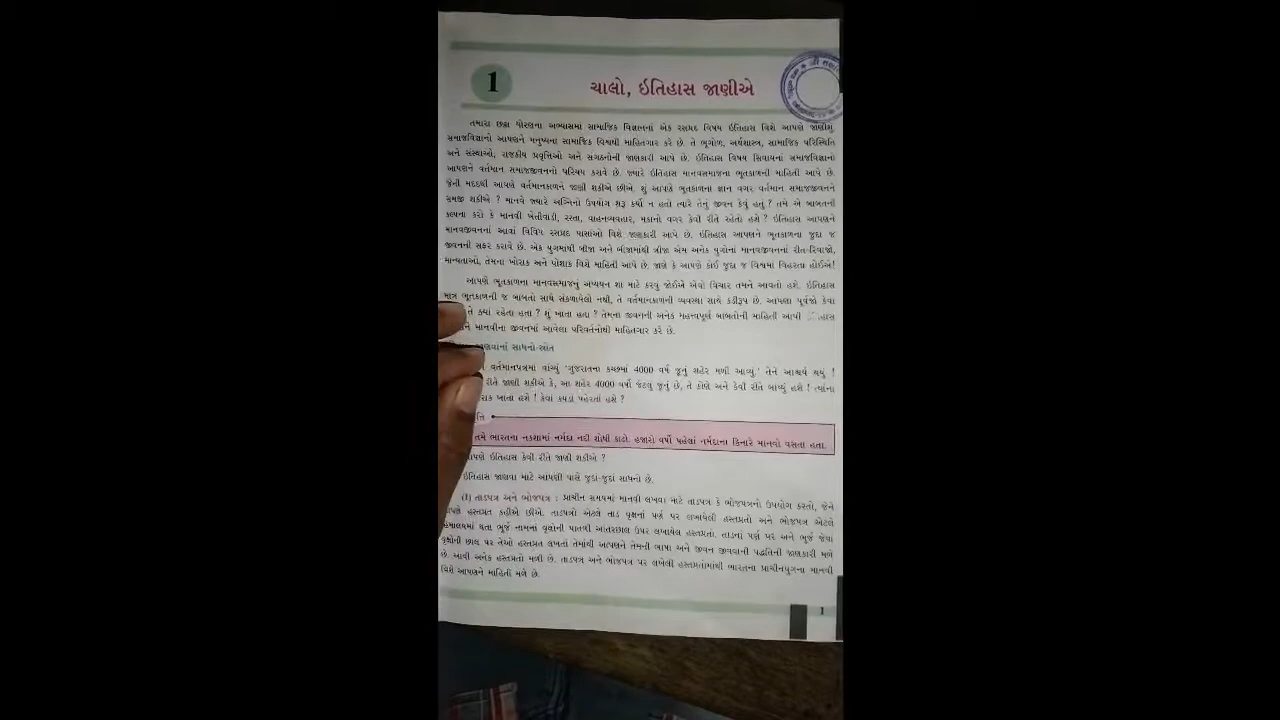 1
ચાલો, ઇતિહાસ જાણીએ
તમારા છઠ્ઠા ધોરણના અભ્યાસમાં સામાજિક વિજ્ઞાનનાં એક રસપ્રદ વિષય ઇતિહાસ વિશે આપણે જાણીશું
સમાજવિજ્ઞાનો આપણને મનુષ્યના સામાજિક વિશ્વથી માહિતગાર કરે છે. તે ભૂગોળ, અર્થશાસ્ત્ર, સામાજિક પરિસ્થિતિ
અને સંસ્થાઓ, રાજકીય પ્રવૃત્તિઓ અને સંગઠનોની જાણકારી આપે છે. ઇતિહાસ વિષય સિવાયનાં સમાજવિજ્ઞાનો
આપણને વર્તમાન સમાજજીવનનો પરિચય કરાવે છે. જ્યારે ઇતિહાસ માનવસમાજના ભૂતકાળની માહિતી આપે છે.
જેની મદદથી આપણે વર્તમાનકાળને જાણી શકીએ છીએ. શું આપણે ભૂતકાળના જ્ઞાન વગર વર્તમાન સમાજજીવનને
સમજી શકીએ ? માનવે જ્યારે અગ્નિનો ઉપયોગ શરૂ કર્યો ન હતો ત્યારે તેનું જીવન કેવું હતું ? તમે એ બાબતની
કલ્પના કરો કે માનવી ખેતીવાડી, રસ્તા, વાહનવ્યવહાર, મકાનો વગર કેવી રીતે રહેતો હશે ? ઇતિહાસ આપણને
માનવજીવનનાં આવાં વિવિધ રસપ્રદ પાસાંઓ વિશે જાણકારી આપે છે. ઇતિહાસ આપણને ભૂતકાળના જુદા જ
જીવનની સફર કરાવે છે. એક યુગમાંથી બીજા અને બીજામાંથી ત્રીજા એમ અનેક યુગોનાં માનવજીવનનાં રીત-રિવાજો,
માન્યતાઓ, તેમના ખોરાક અને પોશાક વિશે માહિતી આપે છે. જાણે કે આપણે કોઈ જુદા જ વિશ્વમાં વિહરતા હોઈએ!
આપણે ભૂતકાળના માનવસમાજનું અધ્યયન શા માટે કરવું જોઈએ એવો વિચાર તમને આવતો હશે. ઇતિહાસ
માત્ર ભૂતકાળની જ બાબતો સાથે સંકળાયેલો નથી, તે વર્તમાનકાળની વ્યવસ્થા સાથે કડીરૂપ છે. આપણા પૂર્વજો કેવા
તે ક્યાં રહેતા હતા ? શું ખાતા હતા ? તેમના જીવનની અનેક મહત્ત્વપૂર્ણ બાબતોની માહિતી આપી
માનવીના જીવનમાં આવેલા પરિવર્તનોથી માહિતગાર કરે છે.
જાણવાનાં સાધનો-સ્રોત
વર્તમાનપત્રમાં વાંચ્યું 'ગુજરાતના કચ્છમાં 4000 વર્ષ જૂનું શહેર મળી આવ્યું.' તેને આશ્ચર્ય થયું !
રીતે જાણી શકીએ કે, આ શહેર 4000 વર્ષો જેટલું જૂનું છે, તે કોણે અને કેવી રીતે બાંધ્યું હશે ! ત્યાંના
ખાતા હશે ! કેવાં કપડાં પહેરતાં હશે ?
તમે ભારતના નકશામાં નર્મદા નદી શોધી કાઢો. હજારો વર્ષો પહેલાં નર્મદાના કિનારે માનવો વસતા હતા.
આપણે ઇતિહાસ કેવી રીતે જાણી શકીએ ?
ઇતિહાસ જાણવા માટે આપણી પાસે જુદાં-જુદાં સાધનો છે.
(1) તાડપત્ર અને ભોજપત્ર : પ્રાચીન સમયમાં માનવી લખવા માટે તાડપત્ર કે ભોજપત્રનો ઉપયોગ કરતો, જેને
આપણે હસ્તપ્રત કહીએ છીએ. તાડપત્રો એટલે તાડ વૃક્ષનાં પર્ણ પર લખાયેલી હસ્તપ્રતો અને ભોજપત્ર એટલે
હિમાલયમાં થતા ભૂર્જ નામનાં વૃક્ષોની પાતળી આંતરછાલ ઉપર લખાયેલ હસ્તપ્રતો. તાડનાં પર્ણ પર અને ભૂર્જ જેવાં
વૃક્ષોની છાલ પર તેઓ હસ્તપ્રત લખતાં તેમાંથી આપણને તેમની ભાષા અને જીવન જીવવાની પદ્ધતિની જાણકારી મળે
છે. આવી અનેક હસ્તપ્રતો મળી છે. તાડપત્ર અને ભોજપત્ર પર લખેલી હસ્તપ્રતોમાંથી ભારતના પ્રાચીનયુગના માનવી
વિશે આપણને માહિતી મળે છે.
1